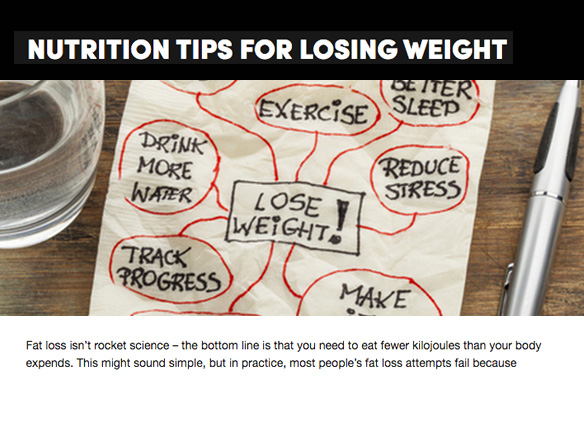 NUTRITION TIPS FOR LOSING WEIGHT
EXERCISE
BETTER
SLEEP
DRINK
MORE
WATER
REDUCE
STRESS
LOSE
WEIGHT!
TRACK
PROGRESS
MAKE
Fat loss isn’t rocket science – the bottom line is that you need to eat fewer kilojoules than your body
expends. This might sound simple, but in practice, most people’s fat loss attempts fail because